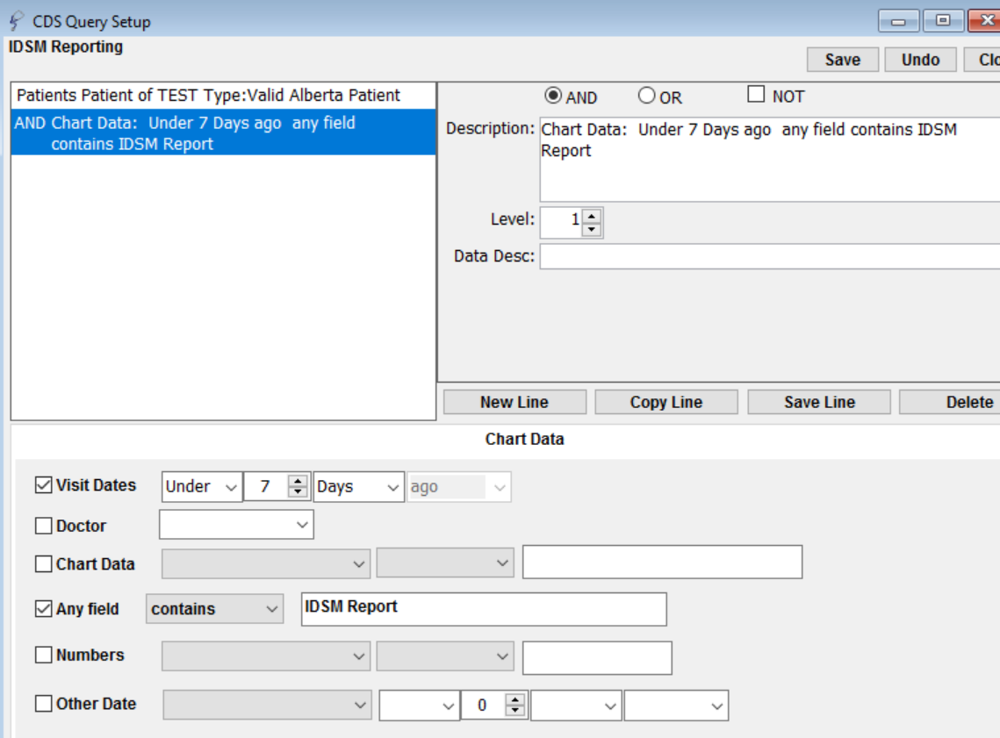 CDS Query Setup
IDSM Reporting
Save Undo Clo
Patients Patient of TEST Type:Valid Alberta Patient
AND Chart Data: Under 7 Days ago any field
contains IDSM Report
AND OR NOT
Description: Chart Data: Under 7 Days ago any field contains IDSM
Report
Level: 1
Data Desc:
New Line Copy Line Save Line Delete
Chart Data
Visit Dates Under 7 Days ago
Doctor
Chart Data
Any field contains IDSM Report
Numbers
Other Date 0